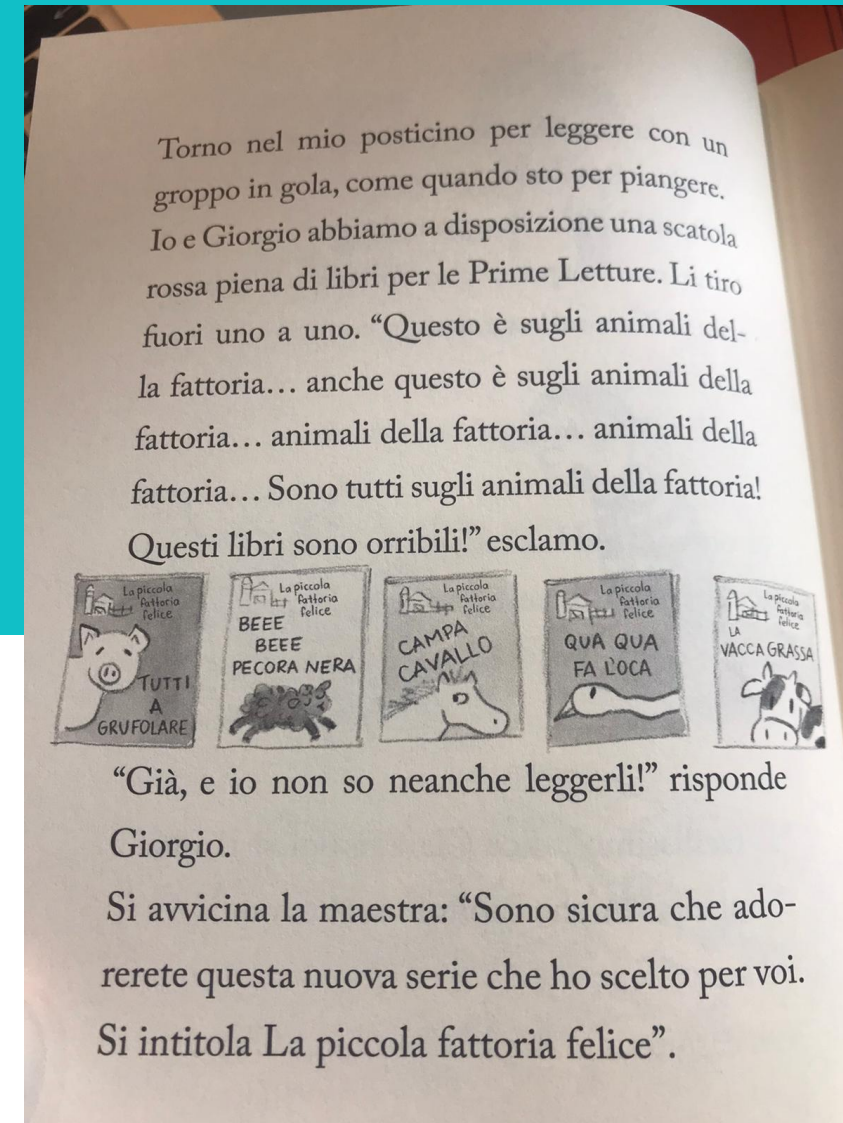 Torno nel mio posticino per leggere con un
groppo in gola, come quando sto per piangere.
Io e Giorgio abbiamo a disposizione una scatola
rossa piena di libri per le Prime Letture. Li tiro
fuori uno a uno. “Questo è sugli animali del-
la fattoria… anche questo è sugli animali della
fattoria… animali della fattoria… animali della
fattoria… Sono tutti sugli animali della fattoria!
Questi libri sono orribili!” esclamo.
La piccola
fattoria
felice
TUTTI
A
GRUFOLARE
La piccola
fattoria
felice
BEEE
BEEE
PECORA NERA
La piccola
fattoria
felice
CAMPA
CAVALLO
La piccola
fattoria
felice
QUA QUA
FA L'OCA
La piccola
fattoria
felice
LA
VACCA GRASSA
“Già, e io non so neanche leggerli!” risponde
Giorgio.
Si avvicina la maestra: “Sono sicura che ado-
rerete questa nuova serie che ho scelto per voi.
Si intitola La piccola fattoria felice”.